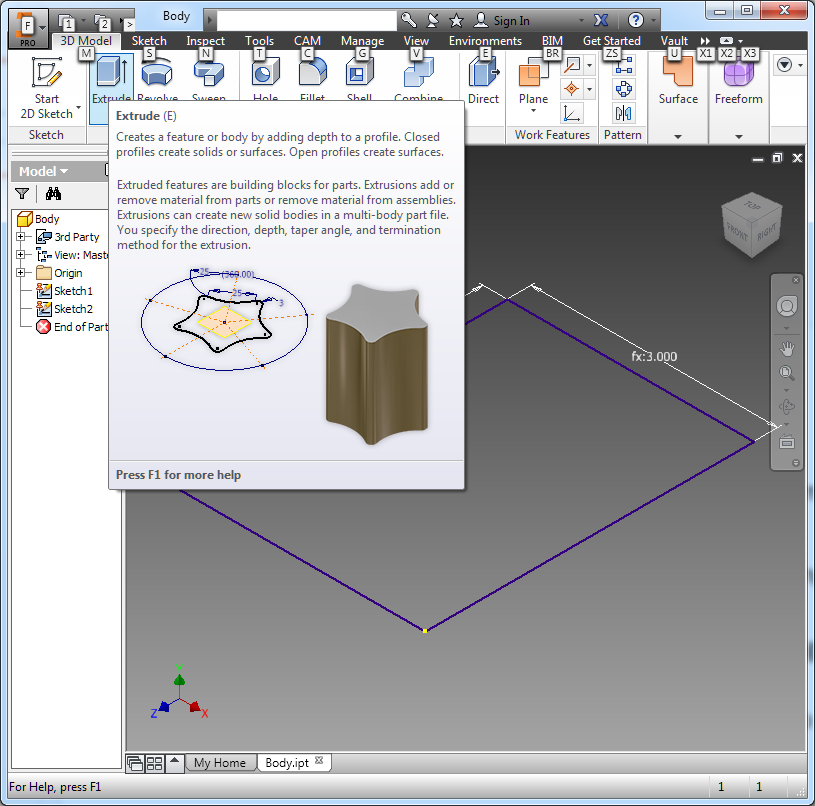 F
PRO
1
2
>
Body
Sign In
?
3D Model
Sketch
Inspect
Tools
CAM
Manage
View
Environments
BIM
Get Started
Vault
M
S
N
T
C
G
V
E
BR
ZS
U
X1
X2
X3
Start
2D Sketch
Extrude
Revolve
Sweep
Hole
Fillet
Shell
Combine
Direct
Plane
Surface
Freeform
Sketch
Work Features
Pattern
Extrude (E)
Creates a feature or body by adding depth to a profile. Closed
profiles create solids or surfaces. Open profiles create surfaces.
Extruded features are building blocks for parts. Extrusions add or
remove material from parts or remove material from assemblies.
Extrusions can create new solid bodies in a multi-body part file.
You specify the direction, depth, taper angle, and termination
method for the extrusion.
25
(360.00)
25
3
Press F1 for more help
Model
Body
3rd Party
View: Mast
Origin
Sketch1
Sketch2
End of Part
TOP
FRONT
RIGHT
fx:3.000
Y
Z
X
My Home
Body.ipt
For Help, press F1
1
1